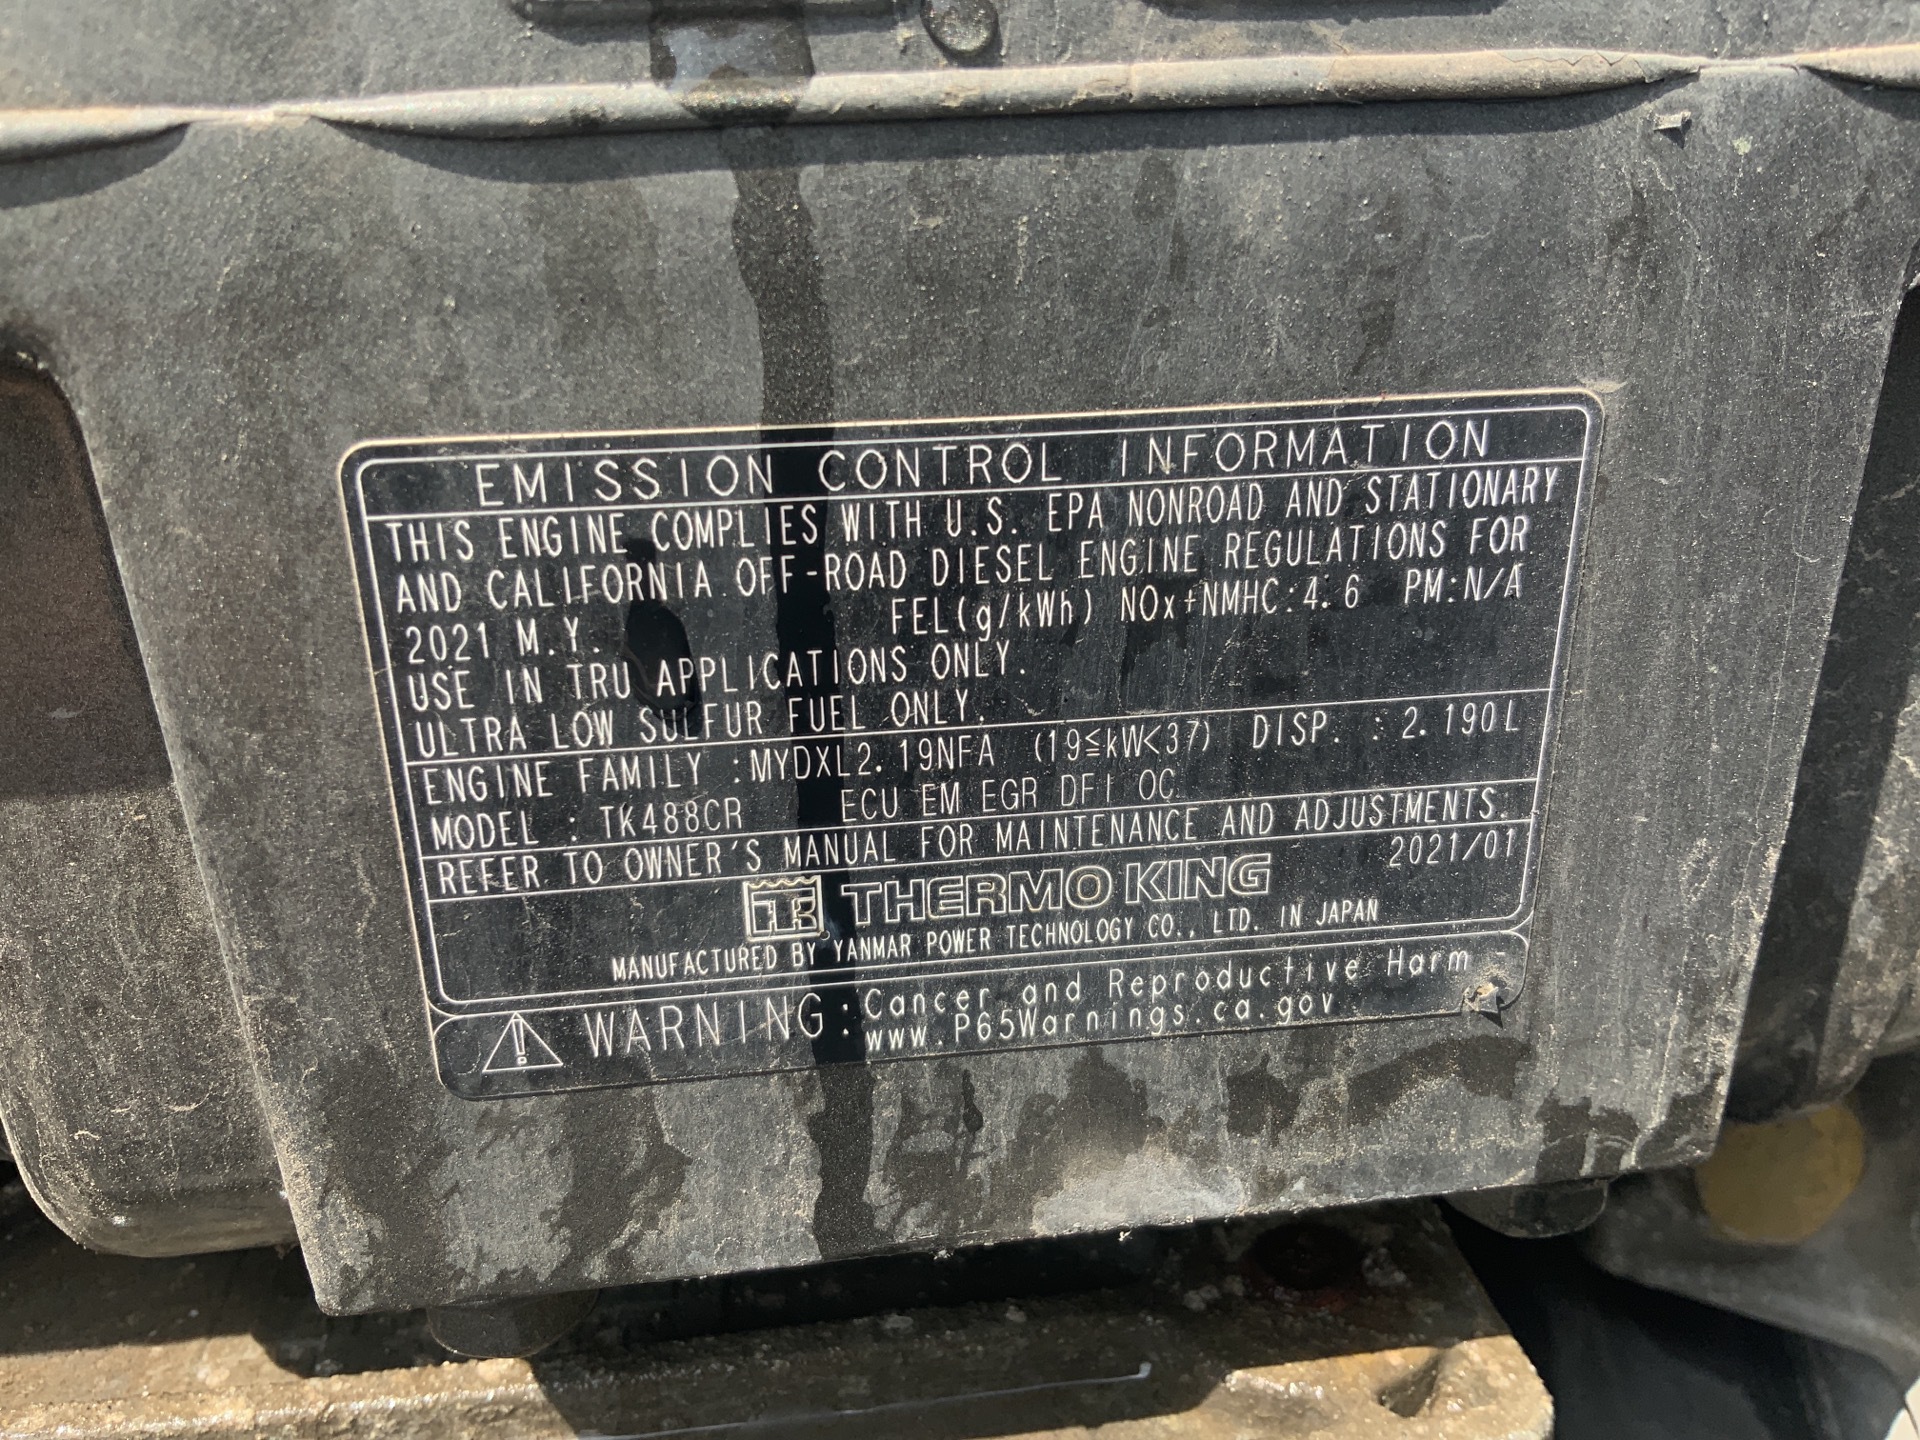 EMISSION CONTROL INFORMATION
THIS ENGINE COMPLIES WITH U.S. EPA NONROAD AND STATIONARY
AND CALIFORNIA OFF-ROAD DIESEL ENGINE REGULATIONS FOR
2021 M.Y. FEL(g/kWh) NOx+NMHC:4.6 PM:N/A
USE IN TRU APPLICATIONS ONLY.
ULTRA LOW SULFUR FUEL ONLY.
ENGINE FAMILY :MYDXL2.19NFA (19≦kW<37) DISP. : 2.190L
MODEL : TK488CR ECU EM EGR DFI OC
REFER TO OWNER'S MANUAL FOR MAINTENANCE AND ADJUSTMENTS.
2021/01
TK THERMO KING
MANUFACTURED BY YANMAR POWER TECHNOLOGY CO., LTD. IN JAPAN
WARNING: Cancer and Reproductive Harm -
www.P65Warnings.ca.gov